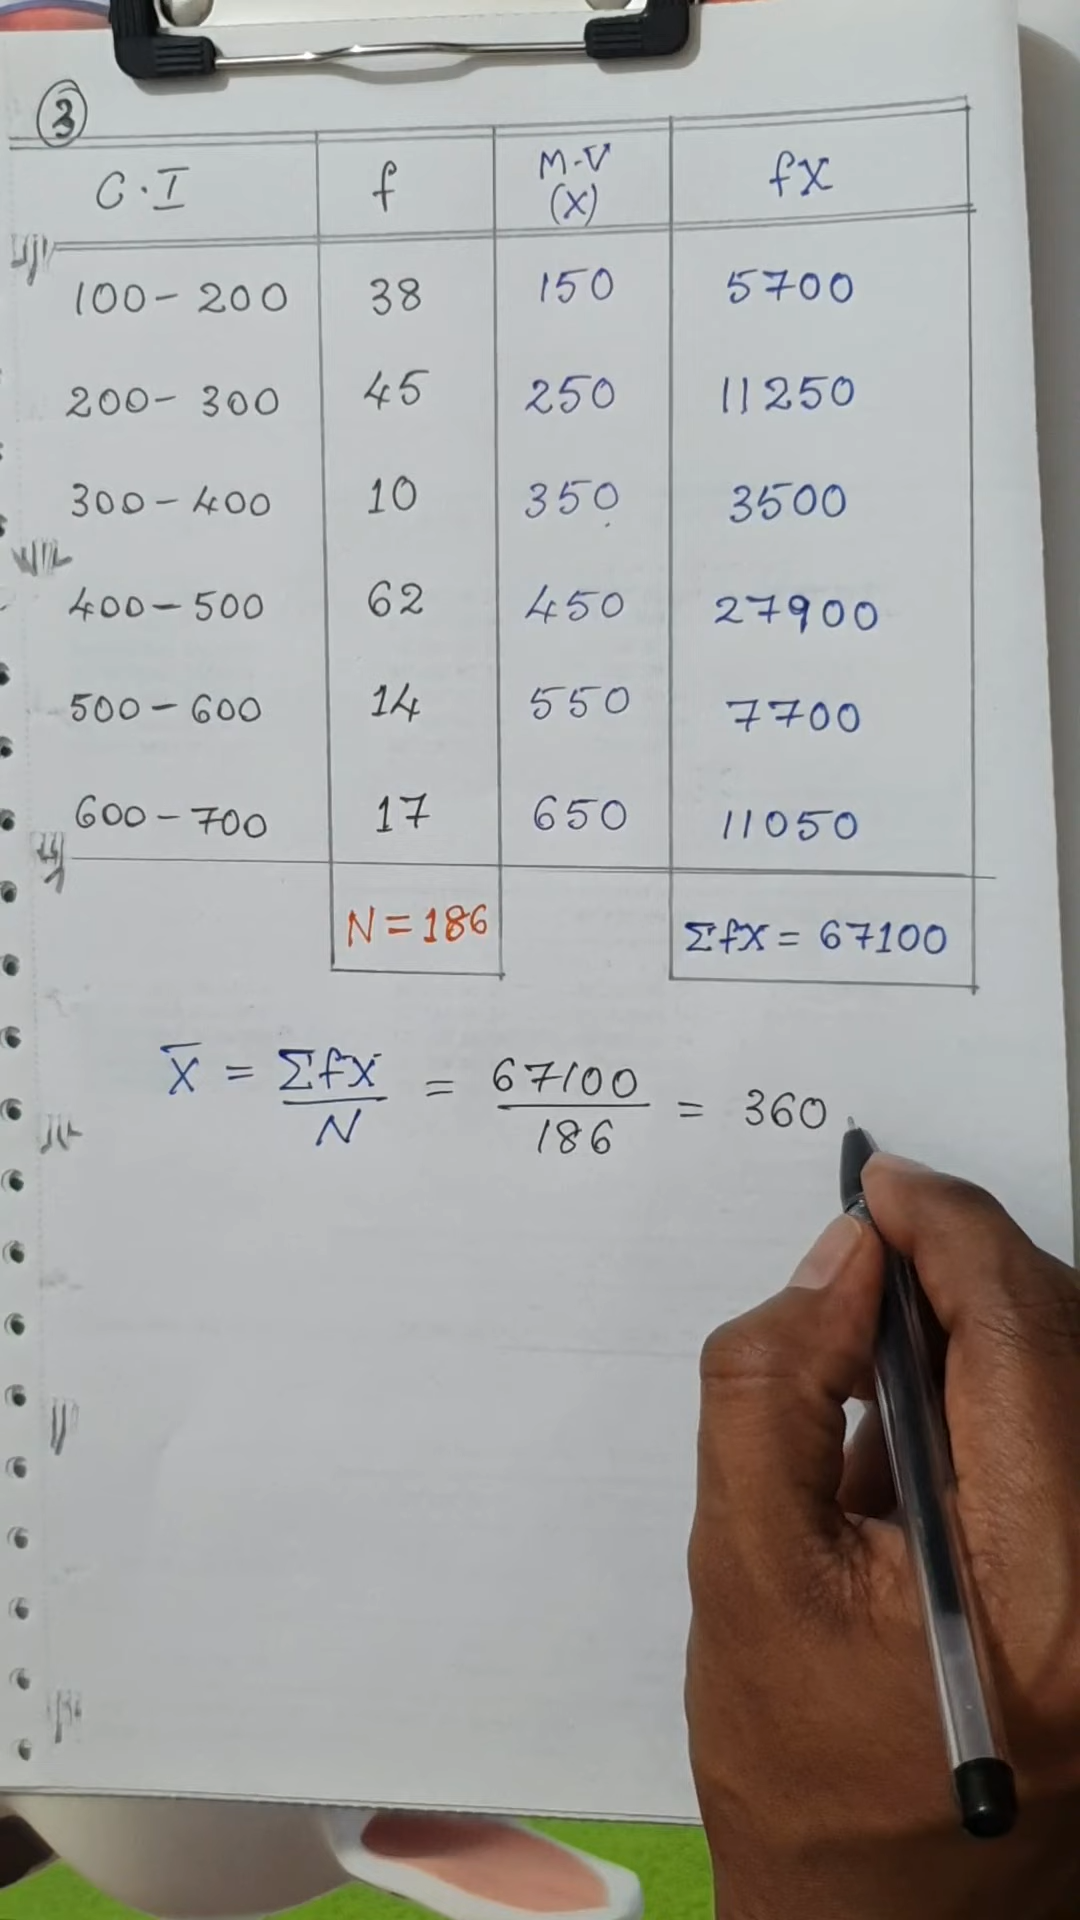 3
C.I f M.V (X) fX
100-200 38 150 5700
200-300 45 250 11250
300-400 10 350 3500
400-500 62 450 27900
500-600 14 550 7700
600-700 17 650 11050
N=186 ΣfX = 67100
X̄ = ΣfX/N = 67100/186 = 360